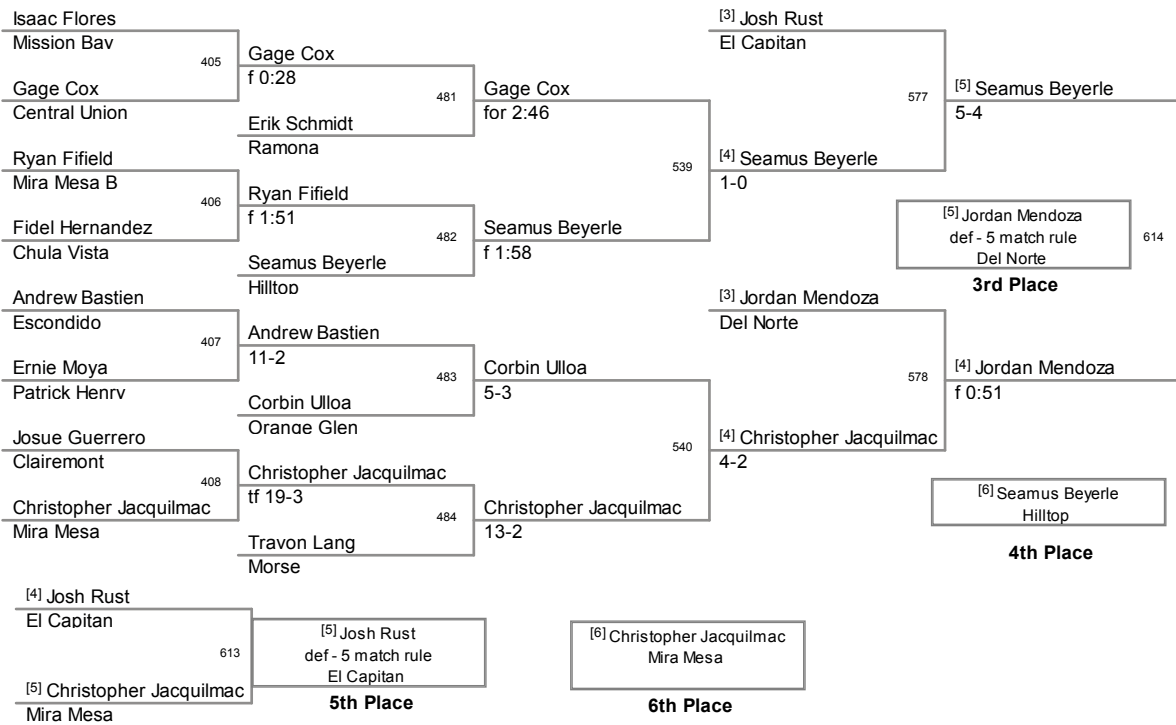 Isaac Flores
Mission Bay
405
Gage Cox
Central Union
Ryan Fifield
Mira Mesa B
406
Fidel Hernandez
Chula Vista
Andrew Bastien
Escondido
407
Ernie Moya
Patrick Henry
Josue Guerrero
Clairemont
408
Christopher Jacquilmac
Mira Mesa
Gage Cox
f 0:28
481
Erik Schmidt
Ramona
Ryan Fifield
f 1:51
482
Seamus Beyerle
Hilltop
Andrew Bastien
11-2
483
Corbin Ulloa
Orange Glen
Christopher Jacquilmac
tf 19-3
484
Travon Lang
Morse
Gage Cox
for 2:46
539
Seamus Beyerle
f 1:58
Corbin Ulloa
5-3
540
Christopher Jacquilmac
13-2
[3] Josh Rust
El Capitan
577
[4] Seamus Beyerle
1-0
[3] Jordan Mendoza
Del Norte
578
[4] Christopher Jacquilmac
4-2
[5] Seamus Beyerle
5-4
[5] Jordan Mendoza
def - 5 match rule
Del Norte
614
3rd Place
[4] Jordan Mendoza
f 0:51
[6] Seamus Beyerle
Hilltop
4th Place
[4] Josh Rust
El Capitan
613
[5] Christopher Jacquilmac
Mira Mesa
[5] Josh Rust
def - 5 match rule
El Capitan
5th Place
[6] Christopher Jacquilmac
Mira Mesa
6th Place